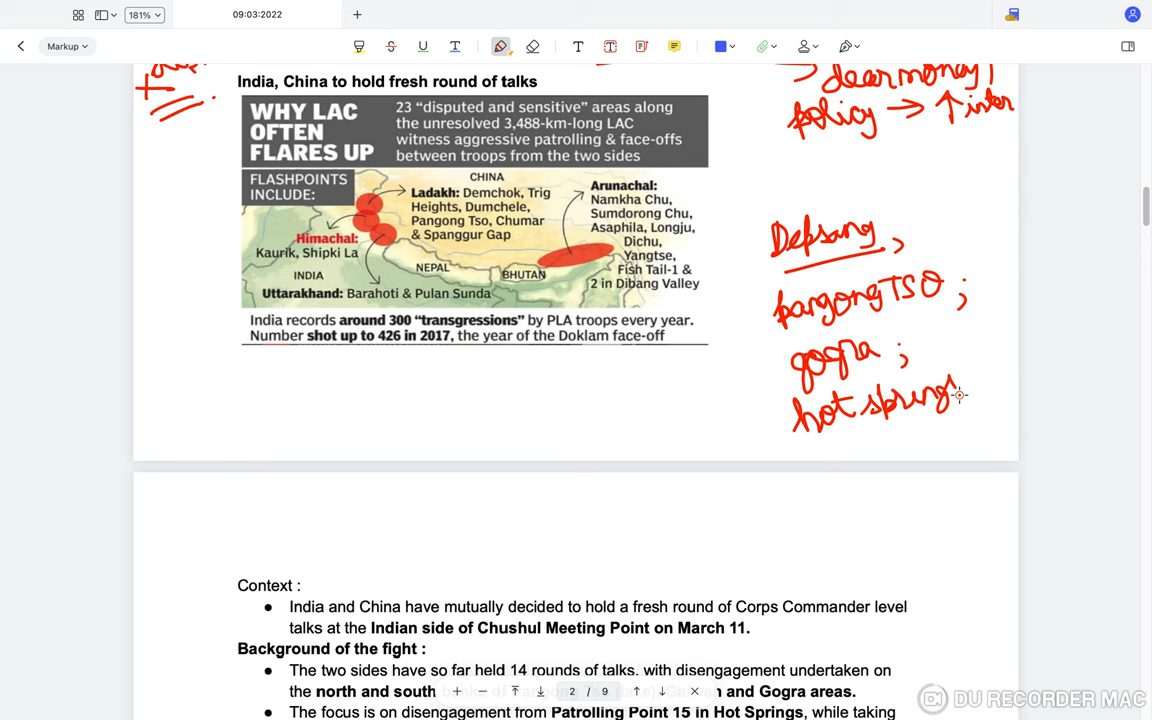 181%
09:03:2022
Markup
India, China to hold fresh round of talks
WHY LAC
OFTEN
FLARES UP
23 “disputed and sensitive” areas along
the unresolved 3,488-km-long LAC
witness aggressive patrolling & face-offs
between troops from the two sides
FLASHPOINTS
INCLUDE:
CHINA
Ladakh: Demchok, Trig
Heights, Dumchele,
Pangong Tso, Chumar
& Spanggur Gap
Arunachal:
Namkha Chu,
Sumdorong Chu,
Asaphila, Longju,
Dichu,
Yangtse,
Fish Tail-1 &
2 in Dibang Valley
Himachal:
Kaurik, Shipki La
INDIA
NEPAL
BHUTAN
Uttarakhand: Barahoti & Pulan Sunda
India records around 300 “transgressions” by PLA troops every year.
Number shot up to 426 in 2017, the year of the Doklam face-off
→ dear money
policy → ↑ inter
Depsang,
pangong TSO ;
gogra ;
hot springs
Context :
● India and China have mutually decided to hold a fresh round of Corps Commander level
talks at the Indian side of Chushul Meeting Point on March 11.
Background of the fight :
● The two sides have so far held 14 rounds of talks, with disengagement undertaken on
the north and south and Gogra areas.
2 / 9
● The focus is on disengagement from Patrolling Point 15 in Hot Springs, while taking
DU RECORDER MAC